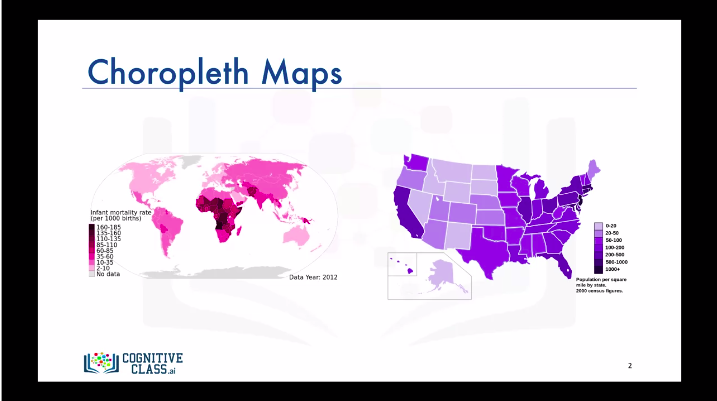 Choropleth Maps
Infant mortality rate
(per 1000 births)
160-185
135-160
110-135
85-110
60-85
35-60
10-35
2-10
No data
Data Year: 2012
0-20
20-50
50-100
100-200
200-500
500-1000
1000+
Population per square
mile by state.
2000 census figures.
COGNITIVE
CLASS.ai
2